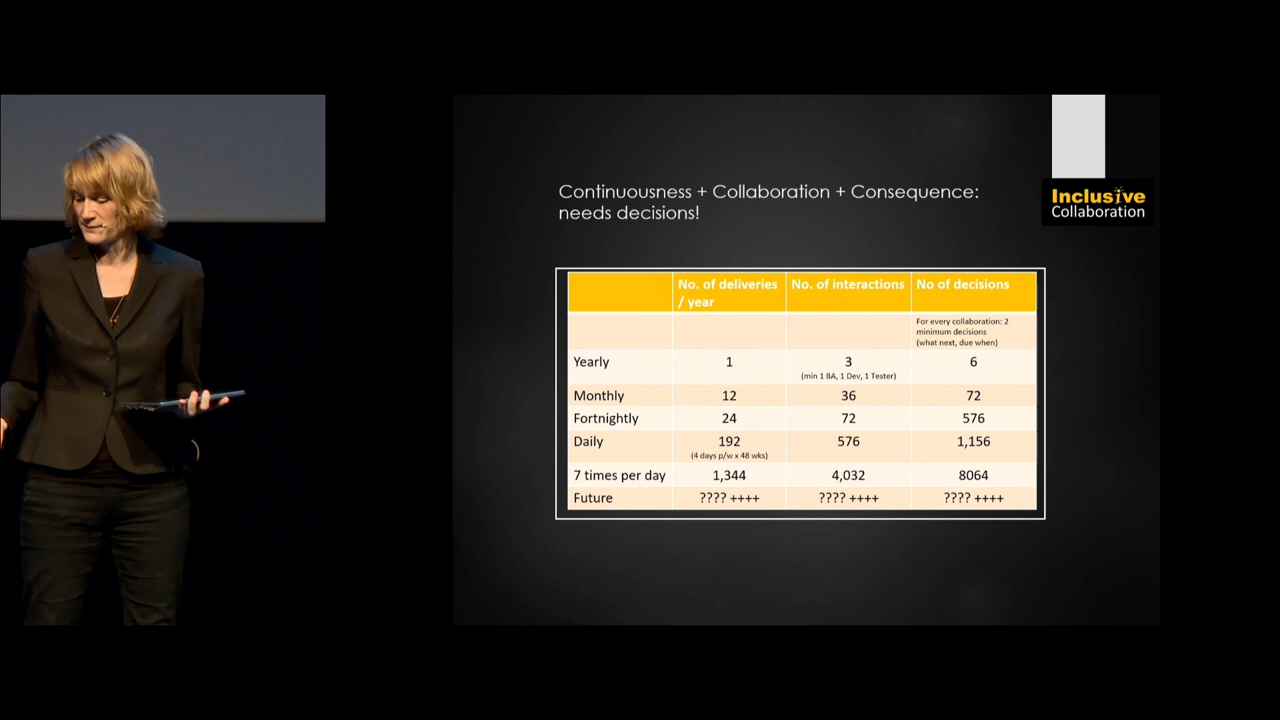 Continuousness + Collaboration + Consequence:
needs decisions!
Inclusive
Collaboration
No. of deliveries / year No. of interactions No of decisions
For every collaboration: 2
minimum decisions
(what next, due when)
Yearly 1 3 6
(min 1 BA, 1 Dev, 1 Tester)
Monthly 12 36 72
Fortnightly 24 72 576
Daily 192 576 1,156
(4 days p/w x 48 wks)
7 times per day 1,344 4,032 8064
Future ???? ++++ ???? ++++ ???? ++++